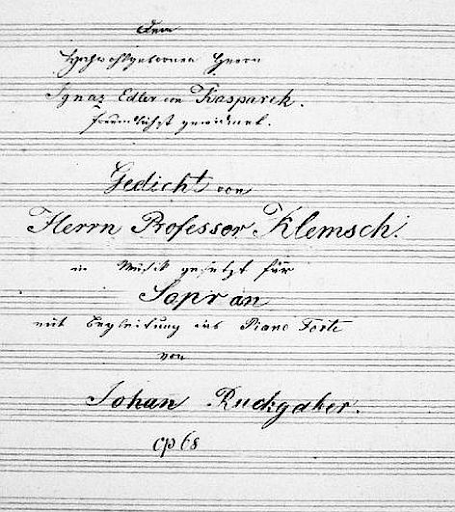 Dem
Hochwohlgebornen Herrn
Ignaz Edler von Kasparek.
freundlichst gewidmet.
Gedicht von
Herrn Professor Klemsch.
in Musik gesetzt für
Sopran
mit Begleitung des Piano Forte
von
Johan Ruckgaber.
op 68